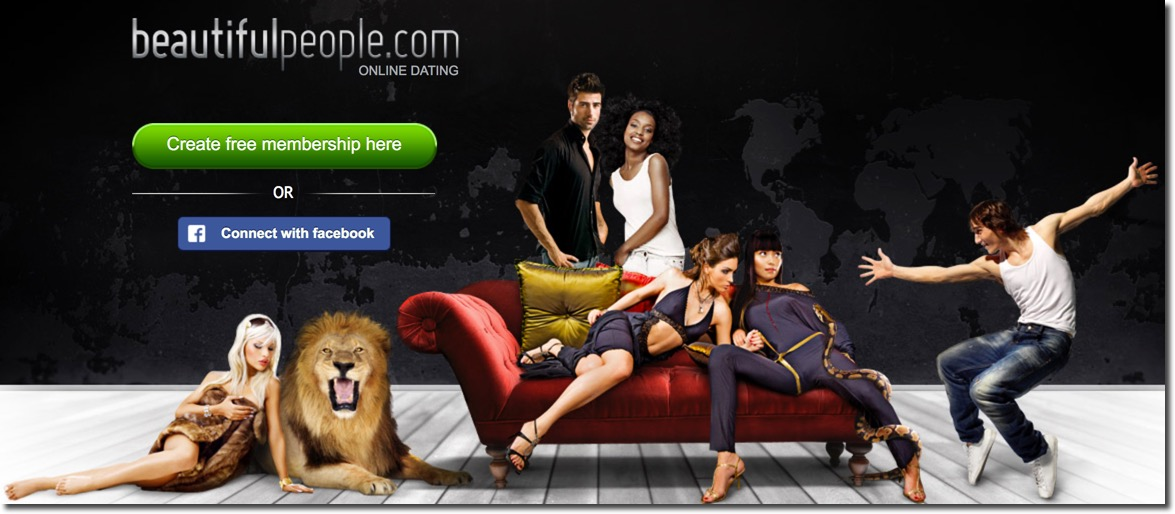 beautifulpeople.com
ONLINE DATING
Create free membership here
OR
Connect with facebook